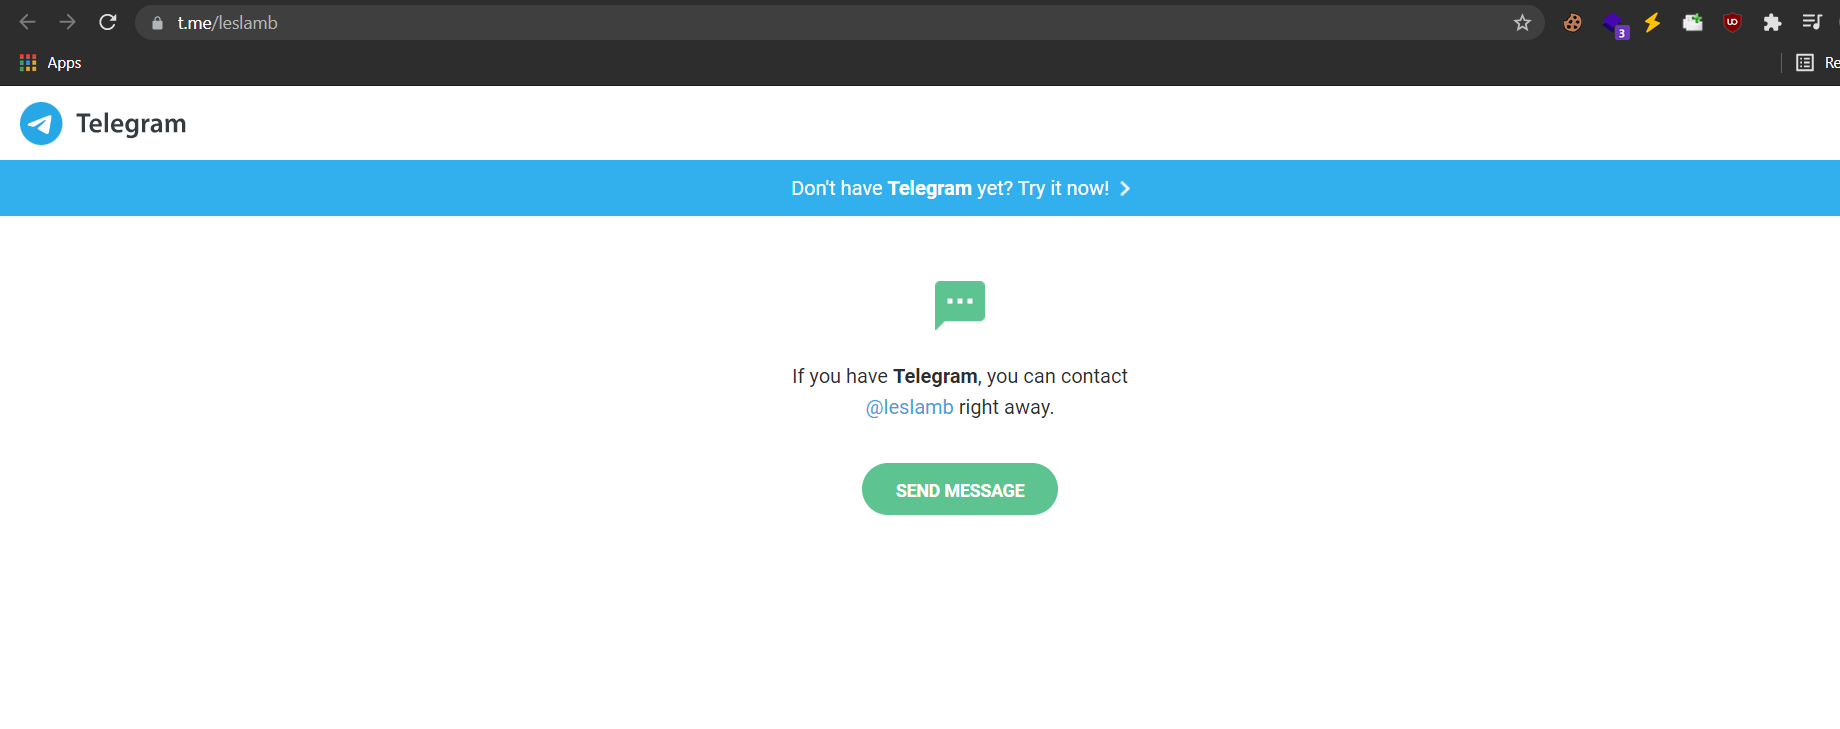 t.me/leslamb
3
UO
Apps
Re
Telegram
Don't have Telegram yet? Try it now!
If you have Telegram, you can contact
@leslamb right away.
SEND MESSAGE